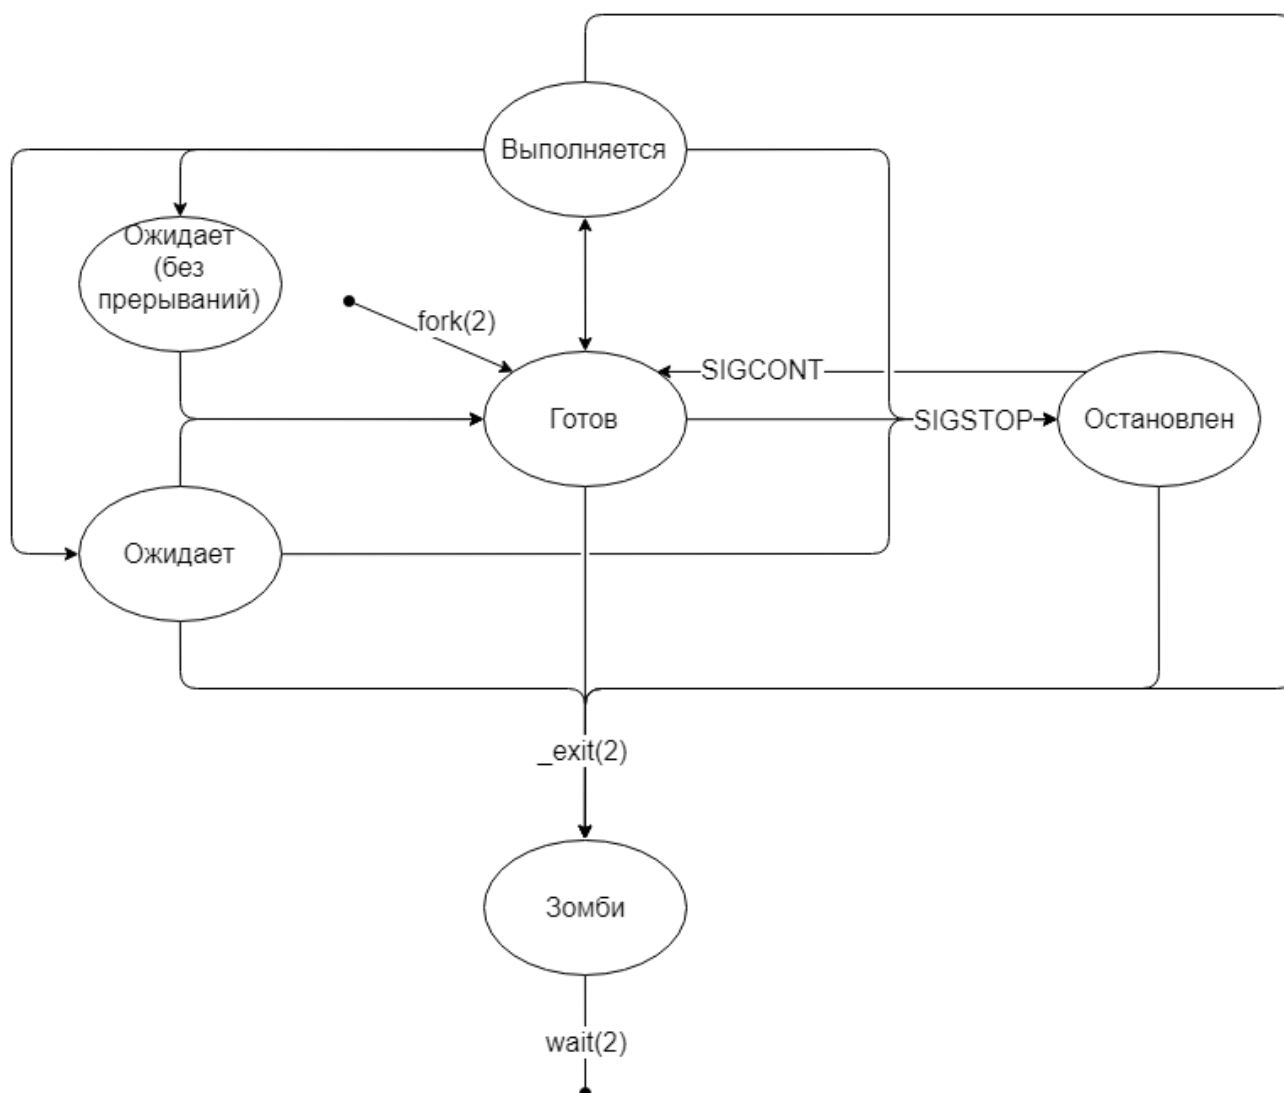 Выполняется
Ожидает
(без
прерываний)
fork(2)
SIGCONT
Готов
SIGSTOP
Остановлен
Ожидает
_exit(2)
Зомби
wait(2)